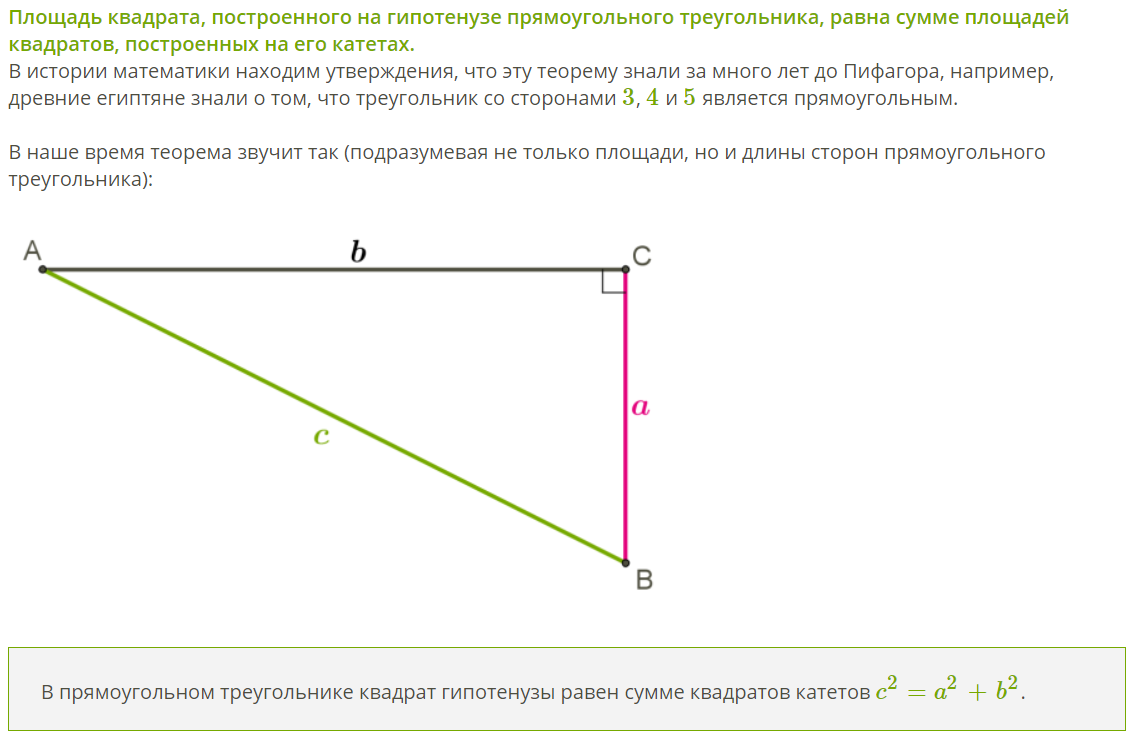 Площадь квадрата, построенного на гипотенузе прямоугольного треугольника, равна сумме площадей
квадратов, построенных на его катетах.
В истории математики находим утверждения, что эту теорему знали за много лет до Пифагора, например,
древние египтяне знали о том, что треугольник со сторонами 3, 4 и 5 является прямоугольным.
В наше время теорема звучит так (подразумевая не только площади, но и длины сторон прямоугольного
треугольника):
A
b
C
a
c
B
В прямоугольном треугольнике квадрат гипотенузы равен сумме квадратов катетов c² = a² + b².